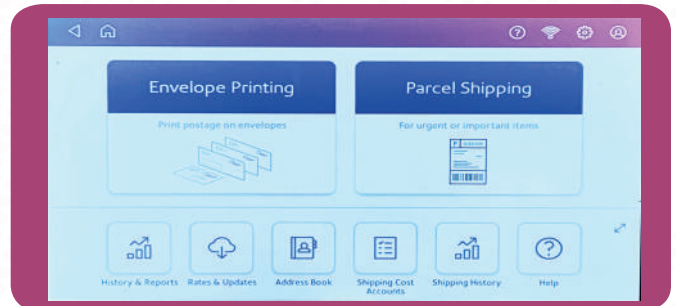 Envelope Printing
Parcel Shipping
Print postage on envelopes
For urgent or important items
P
History & Reports
Rates & Updates
Address Book
Shipping Cost
Accounts
Shipping History
Help